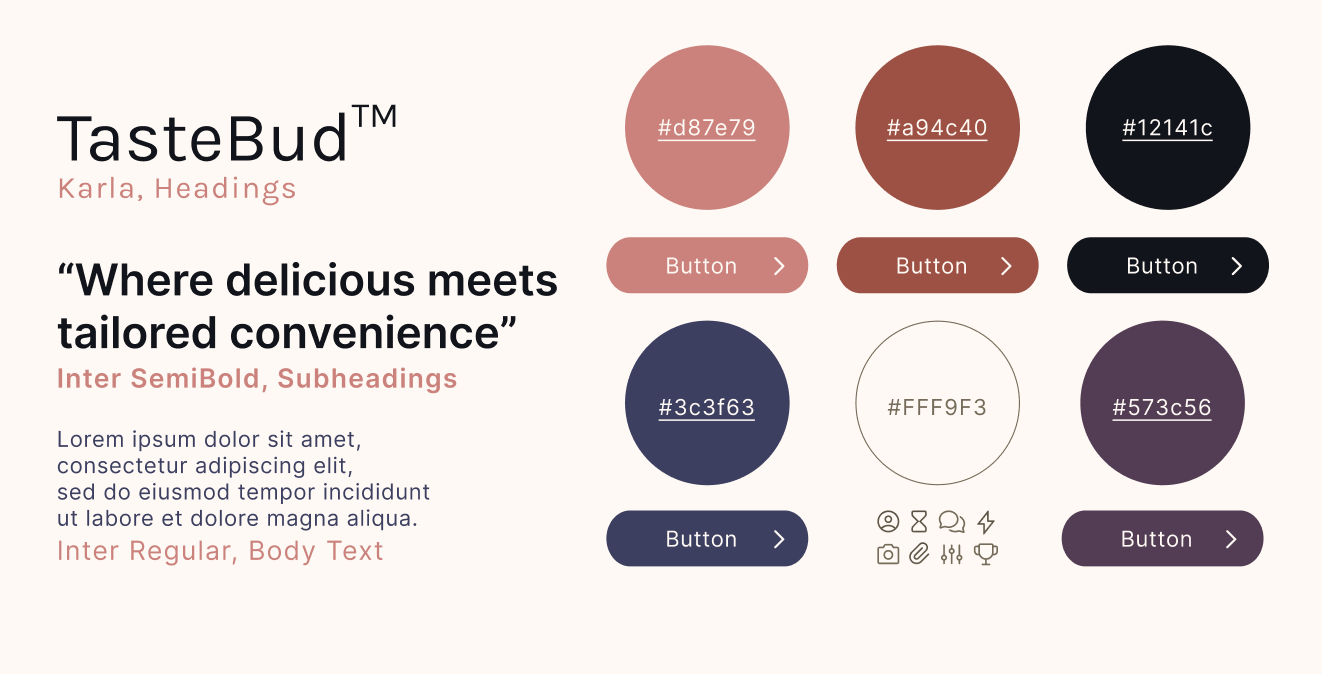 TasteBud™
Karla, Headings
“Where delicious meets
tailored convenience”
Inter SemiBold, Subheadings
Lorem ipsum dolor sit amet,
consectetur adipiscing elit,
sed do eiusmod tempor incididunt
ut labore et dolore magna aliqua.
Inter Regular, Body Text
#d87e79
#a94c40
#12141c
Button
Button
Button
#3c3f63
#FFF9F3
#573c56
Button
Button